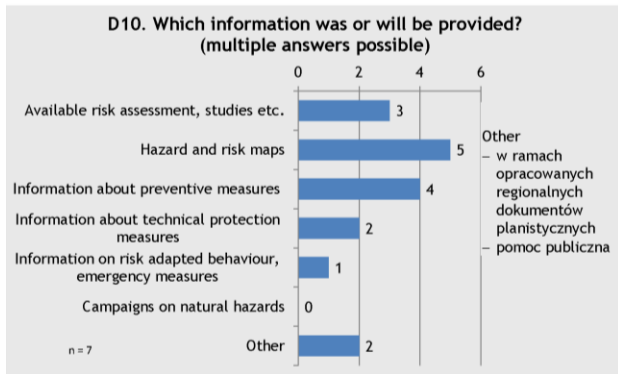 D10. Which information was or will be provided?
(multiple answers possible)
0 2 4 6
Available risk assessment, studies etc. 3
Hazard and risk maps 5
Information about preventive measures 4
Information about technical protection
measures 2
Information on risk adapted behaviour,
emergency measures 1
Campaigns on natural hazards 0
Other 2
n = 7
Other
– w ramach
opracowanych
regionalnych
dokumentów
planistycznych
– pomoc publiczna